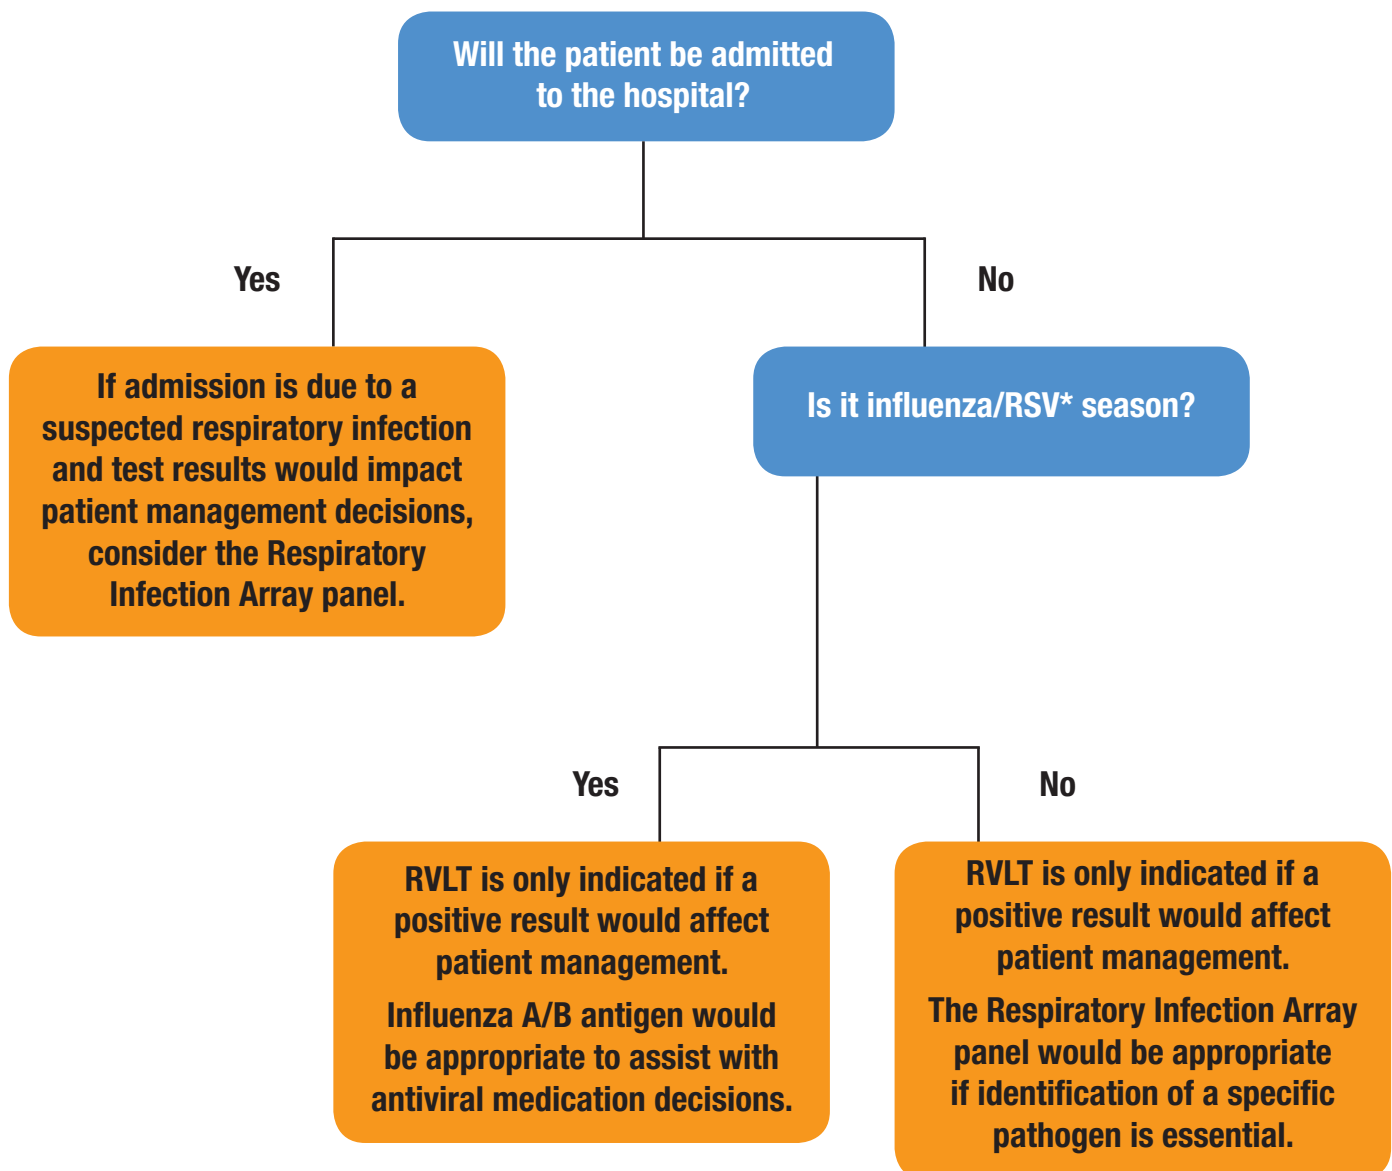 Will the patient be admitted
to the hospital?
Yes
No
If admission is due to a
suspected respiratory infection
and test results would impact
patient management decisions,
consider the Respiratory
Infection Array panel.
Is it influenza/RSV* season?
Yes
No
RVLT is only indicated if a
positive result would affect
patient management.
Influenza A/B antigen would
be appropriate to assist with
antiviral medication decisions.
RVLT is only indicated if a
positive result would affect
patient management.
The Respiratory Infection Array
panel would be appropriate
if identification of a specific
pathogen is essential.